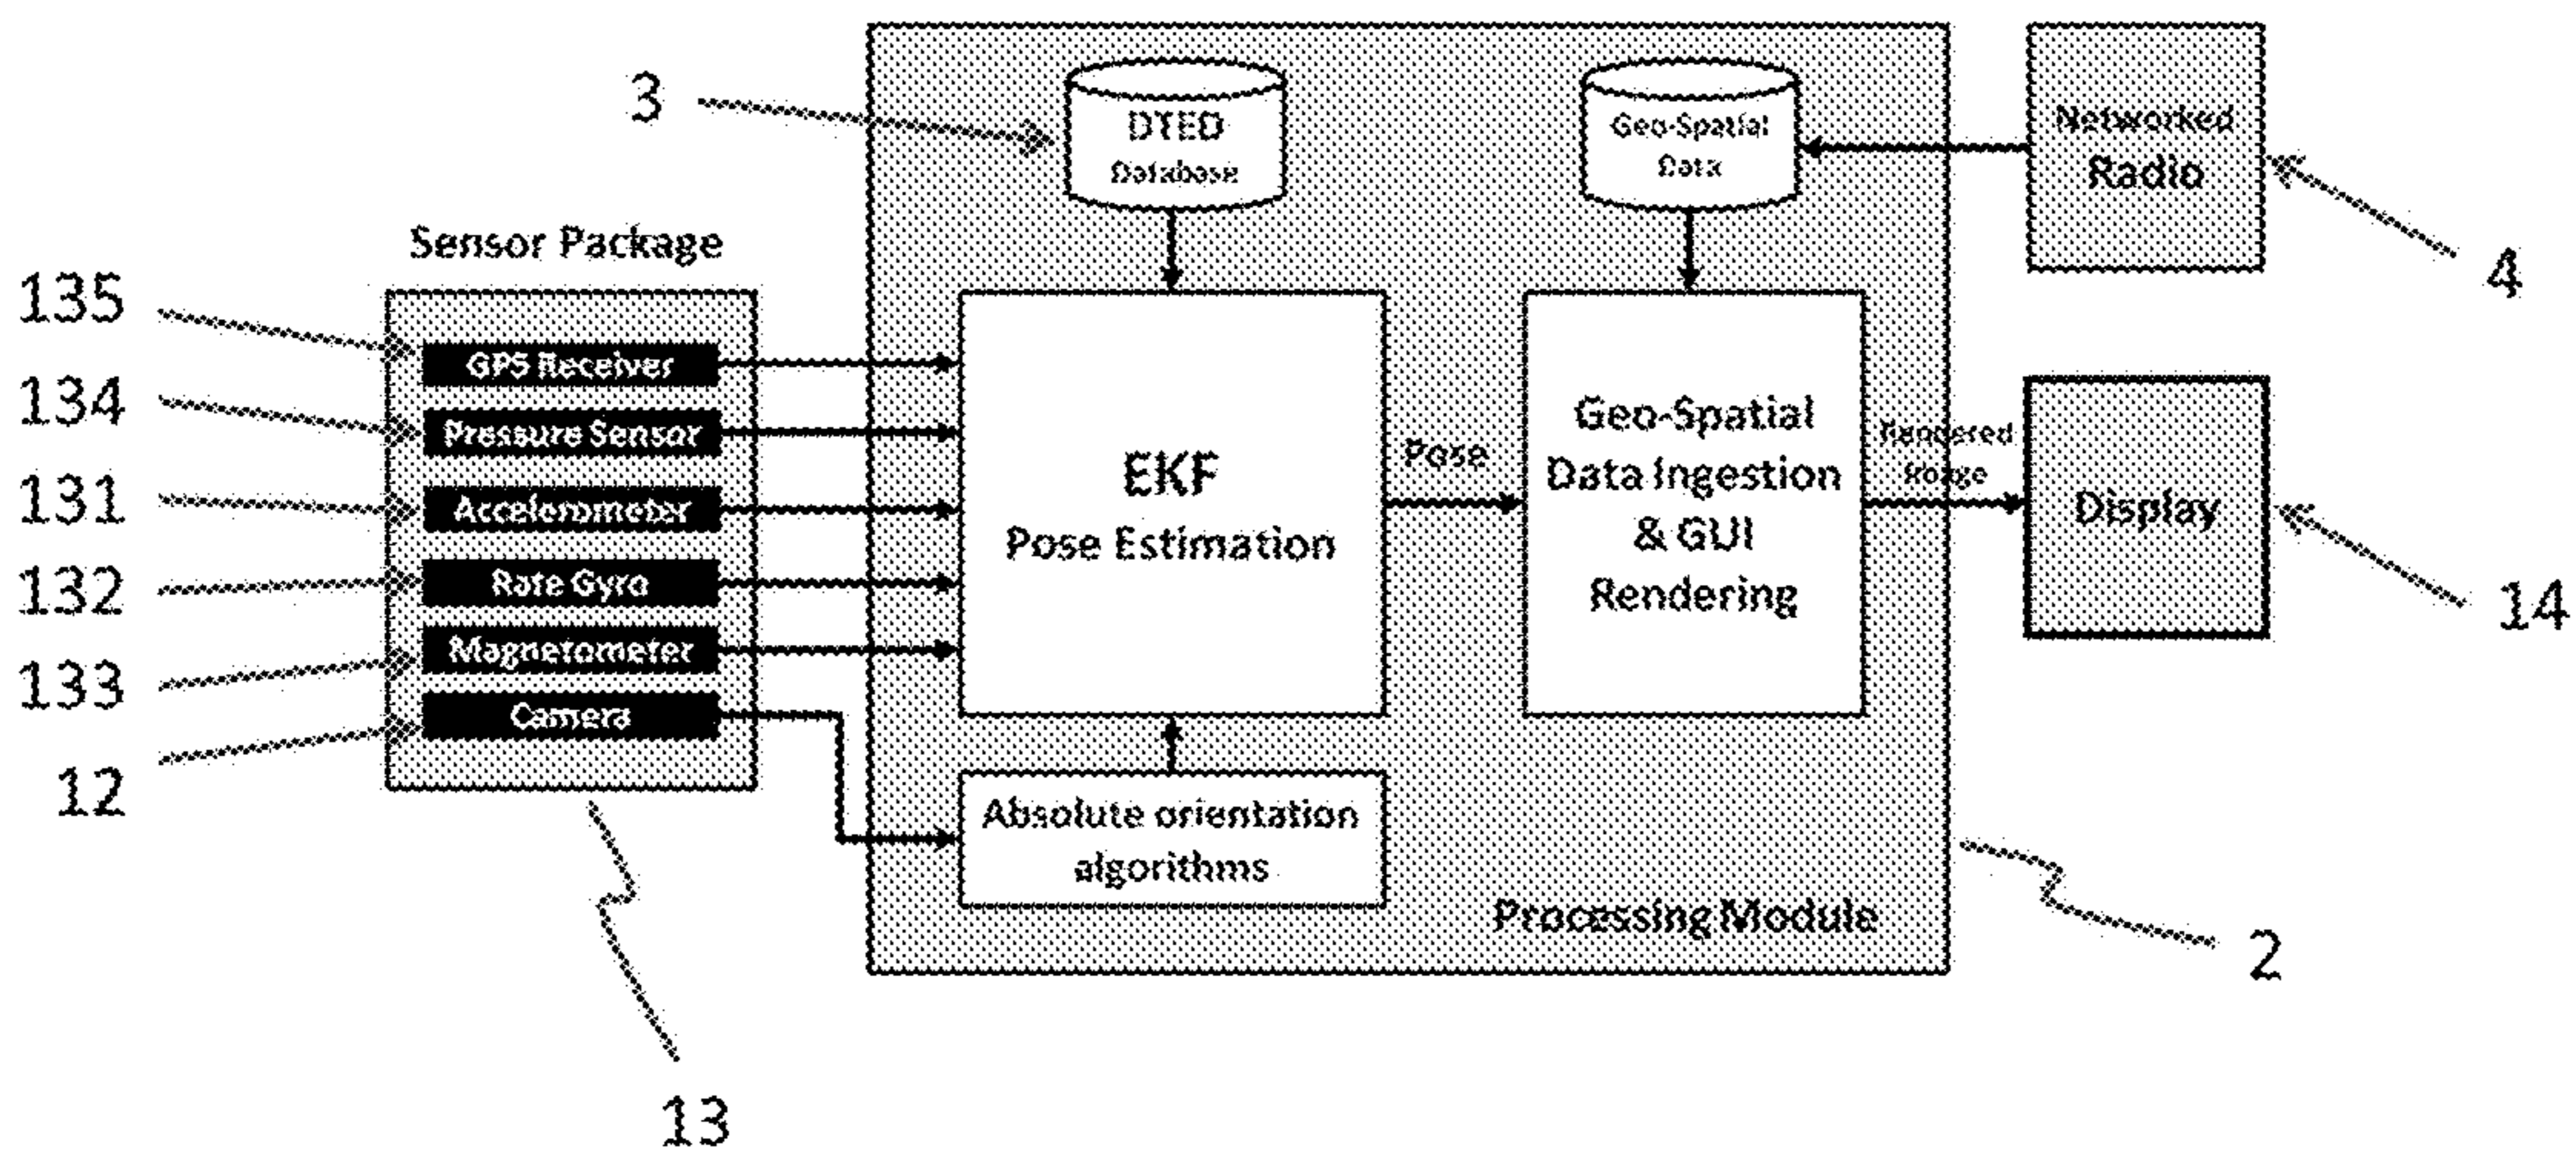 3
DTED
Database
Geo-Spatial
Data
Networked
Radio
4
Sensor Package
135
GPS Receiver
134
Pressure Sensor
131
Accelerometer
132
Rate Gyro
133
Magnetometer
12
Camera
13
EKF
Pose Estimation
Pose
Geo-Spatial
Data Ingestion
& GUI
Rendering
Rendered
Image
Display
14
Absolute orientation
algorithms
Processing Module
2